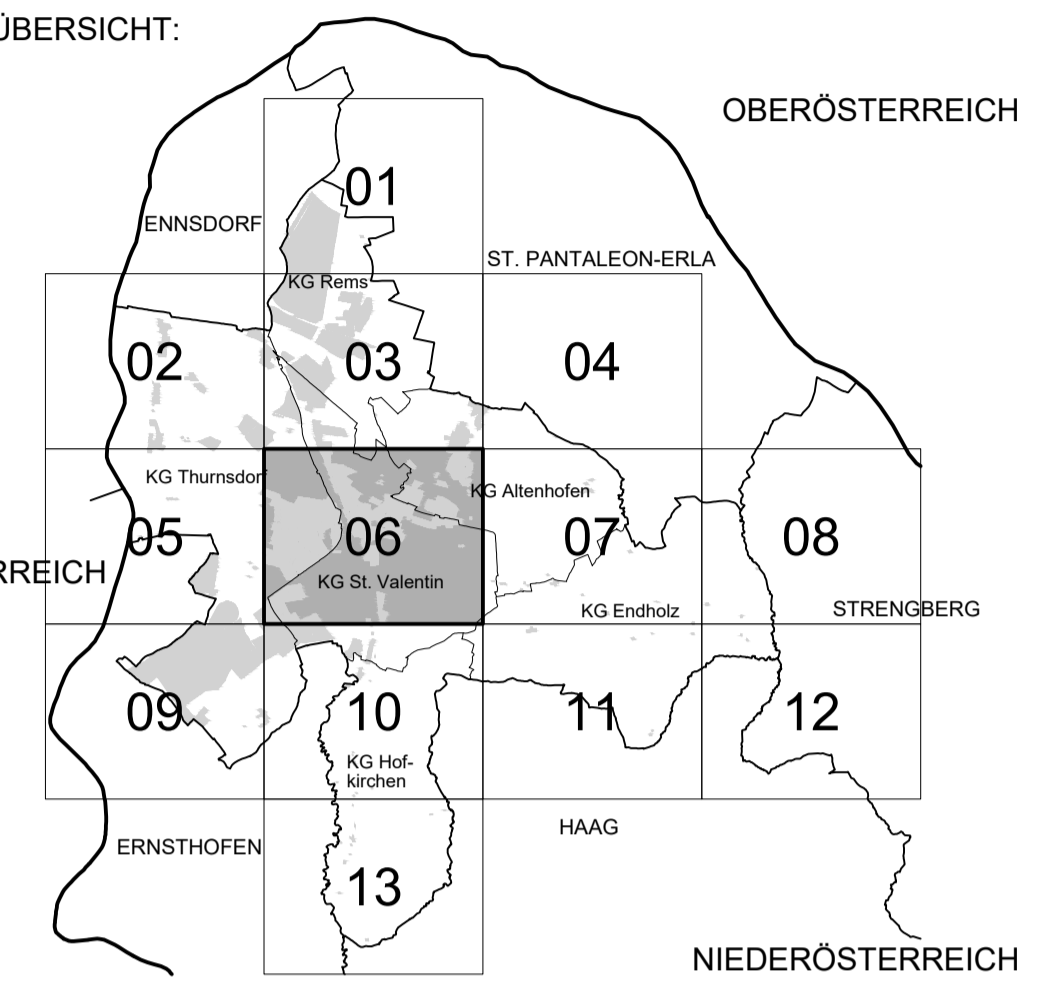 ÜBERSICHT:
OBERÖSTERREICH
01
ENNSDORF
ST. PANTALEON-ERLA
KG Rems
02
03
04
KG Thurnsdorf
KG Altenhofen
05
06
07
08
RREICH
KG St. Valentin
KG Endholz
STRENGBERG
09
10
11
12
KG Hof-
kirchen
HAAG
ERNSTHOFEN
13
NIEDERÖSTERREICH